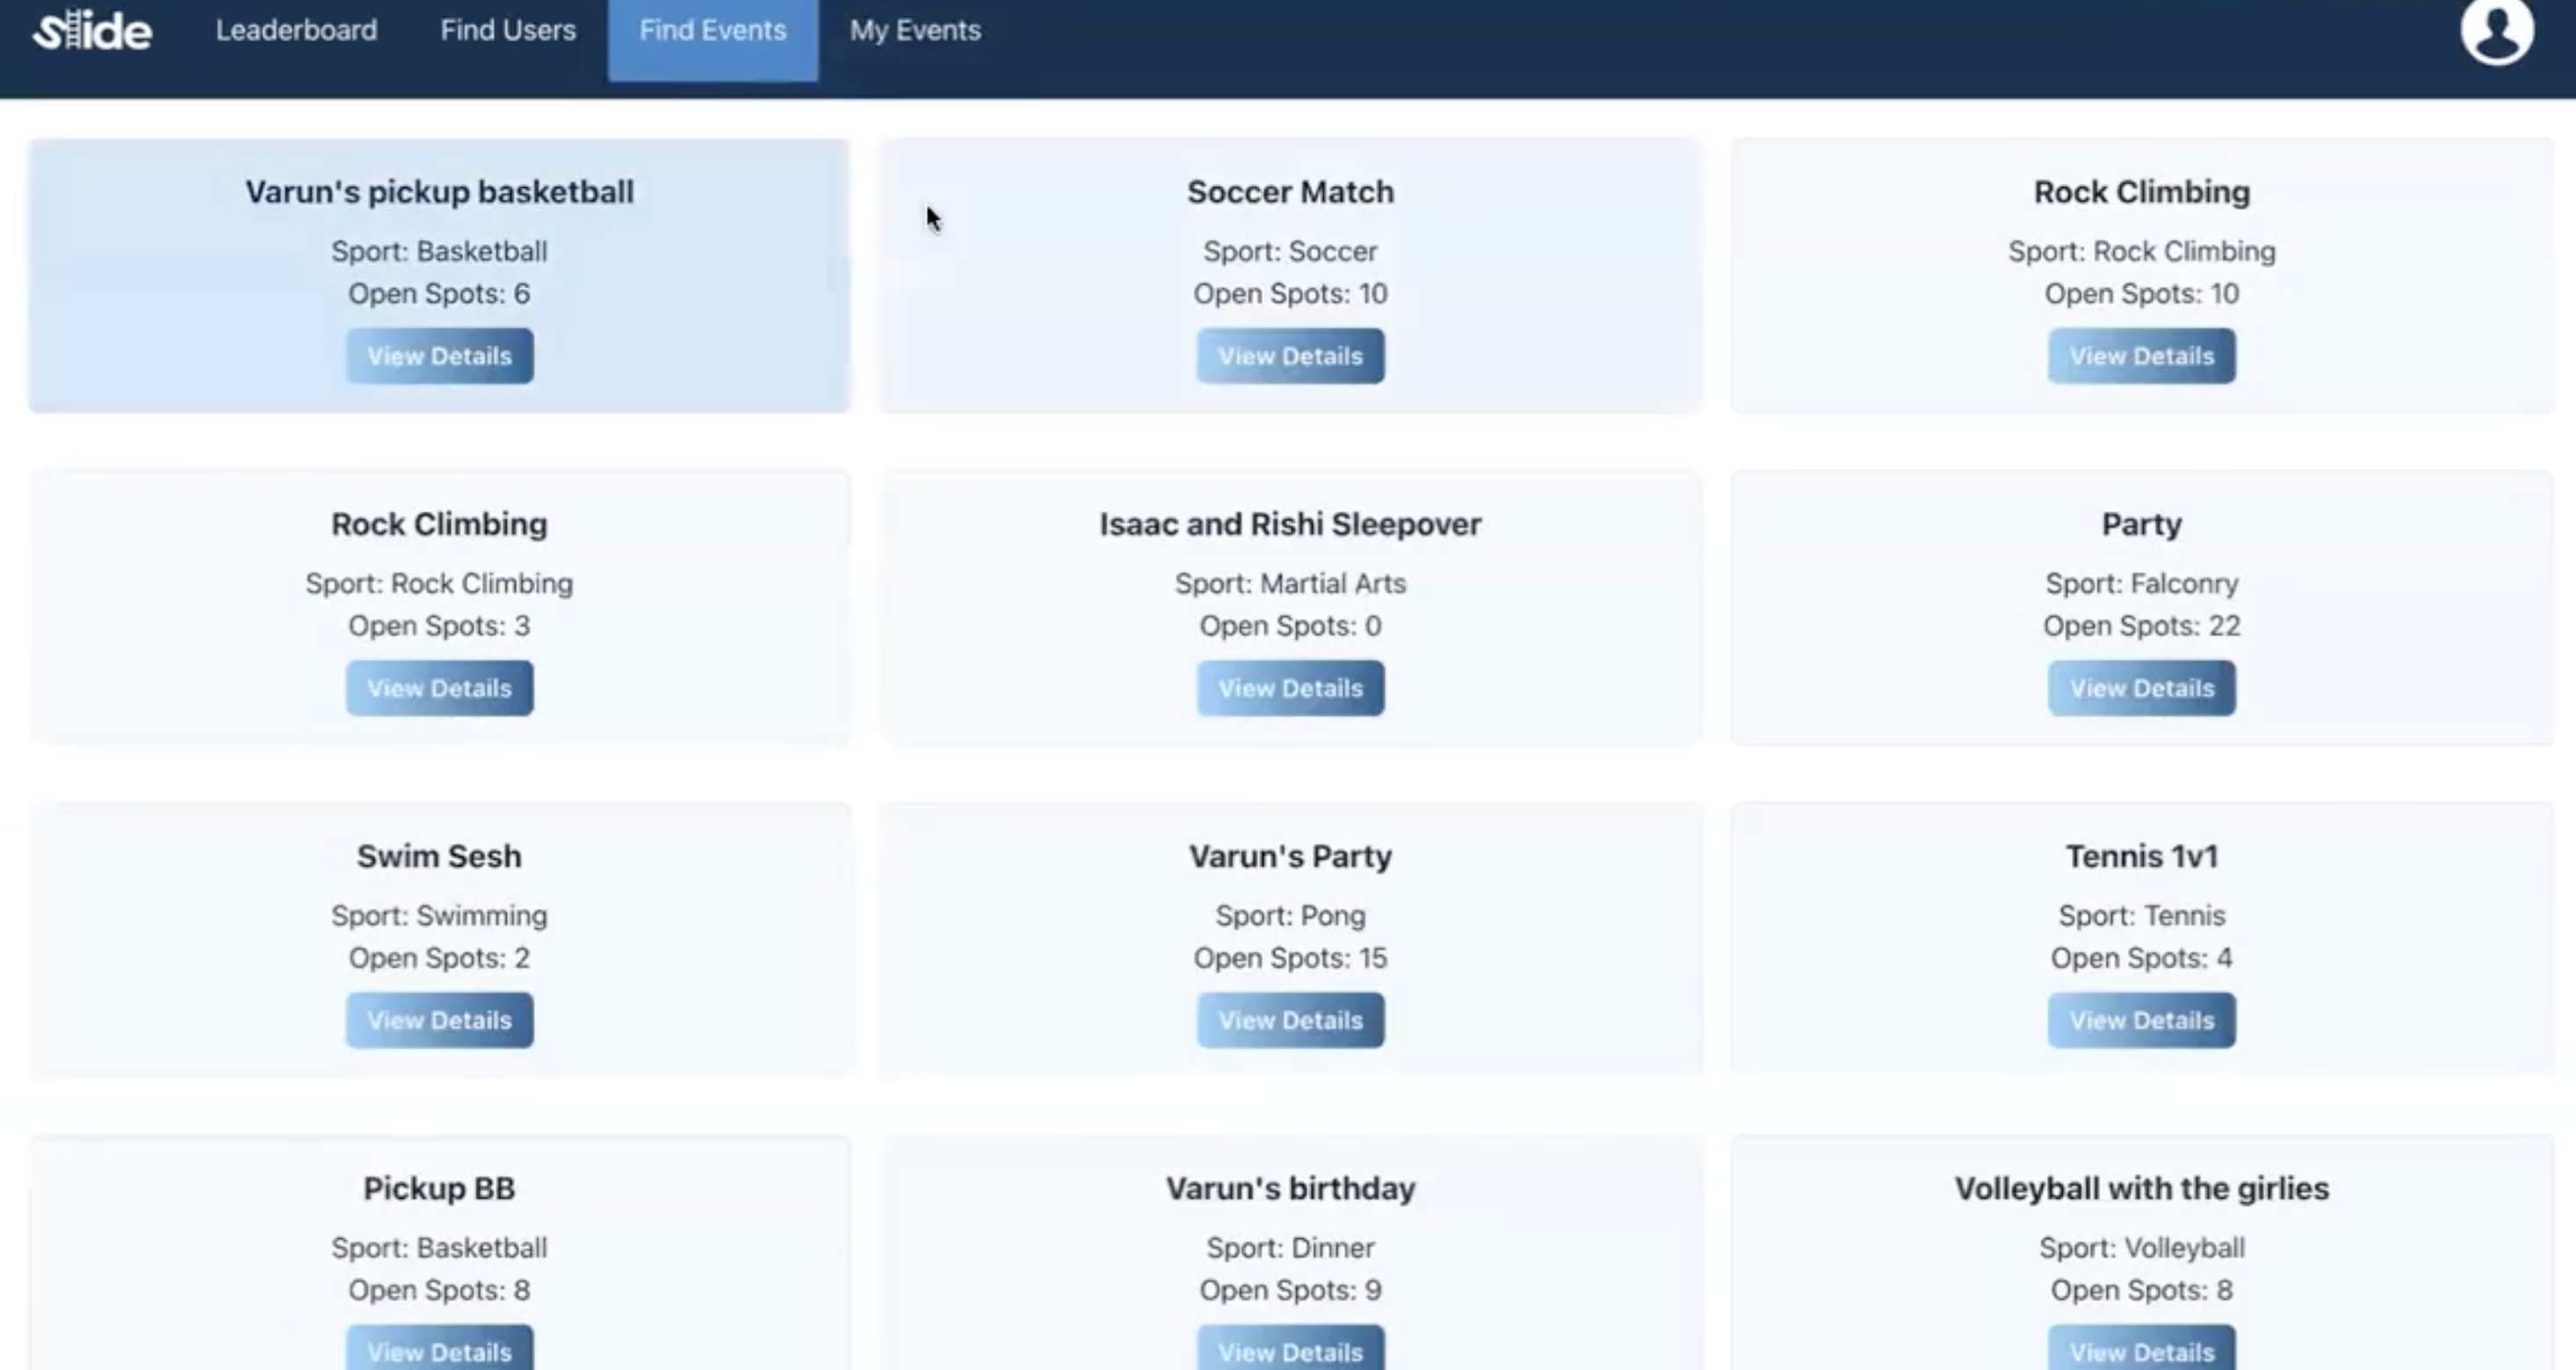 Slide
Leaderboard
Find Users
Find Events
My Events
Varun's pickup basketball
Sport: Basketball
Open Spots: 6
View Details
Soccer Match
Sport: Soccer
Open Spots: 10
View Details
Rock Climbing
Sport: Rock Climbing
Open Spots: 10
View Details
Rock Climbing
Sport: Rock Climbing
Open Spots: 3
View Details
Isaac and Rishi Sleepover
Sport: Martial Arts
Open Spots: 0
View Details
Party
Sport: Falconry
Open Spots: 22
View Details
Swim Sesh
Sport: Swimming
Open Spots: 2
View Details
Varun's Party
Sport: Pong
Open Spots: 15
View Details
Tennis 1v1
Sport: Tennis
Open Spots: 4
View Details
Pickup BB
Sport: Basketball
Open Spots: 8
View Details
Varun's birthday
Sport: Dinner
Open Spots: 9
View Details
Volleyball with the girlies
Sport: Volleyball
Open Spots: 8
View Details